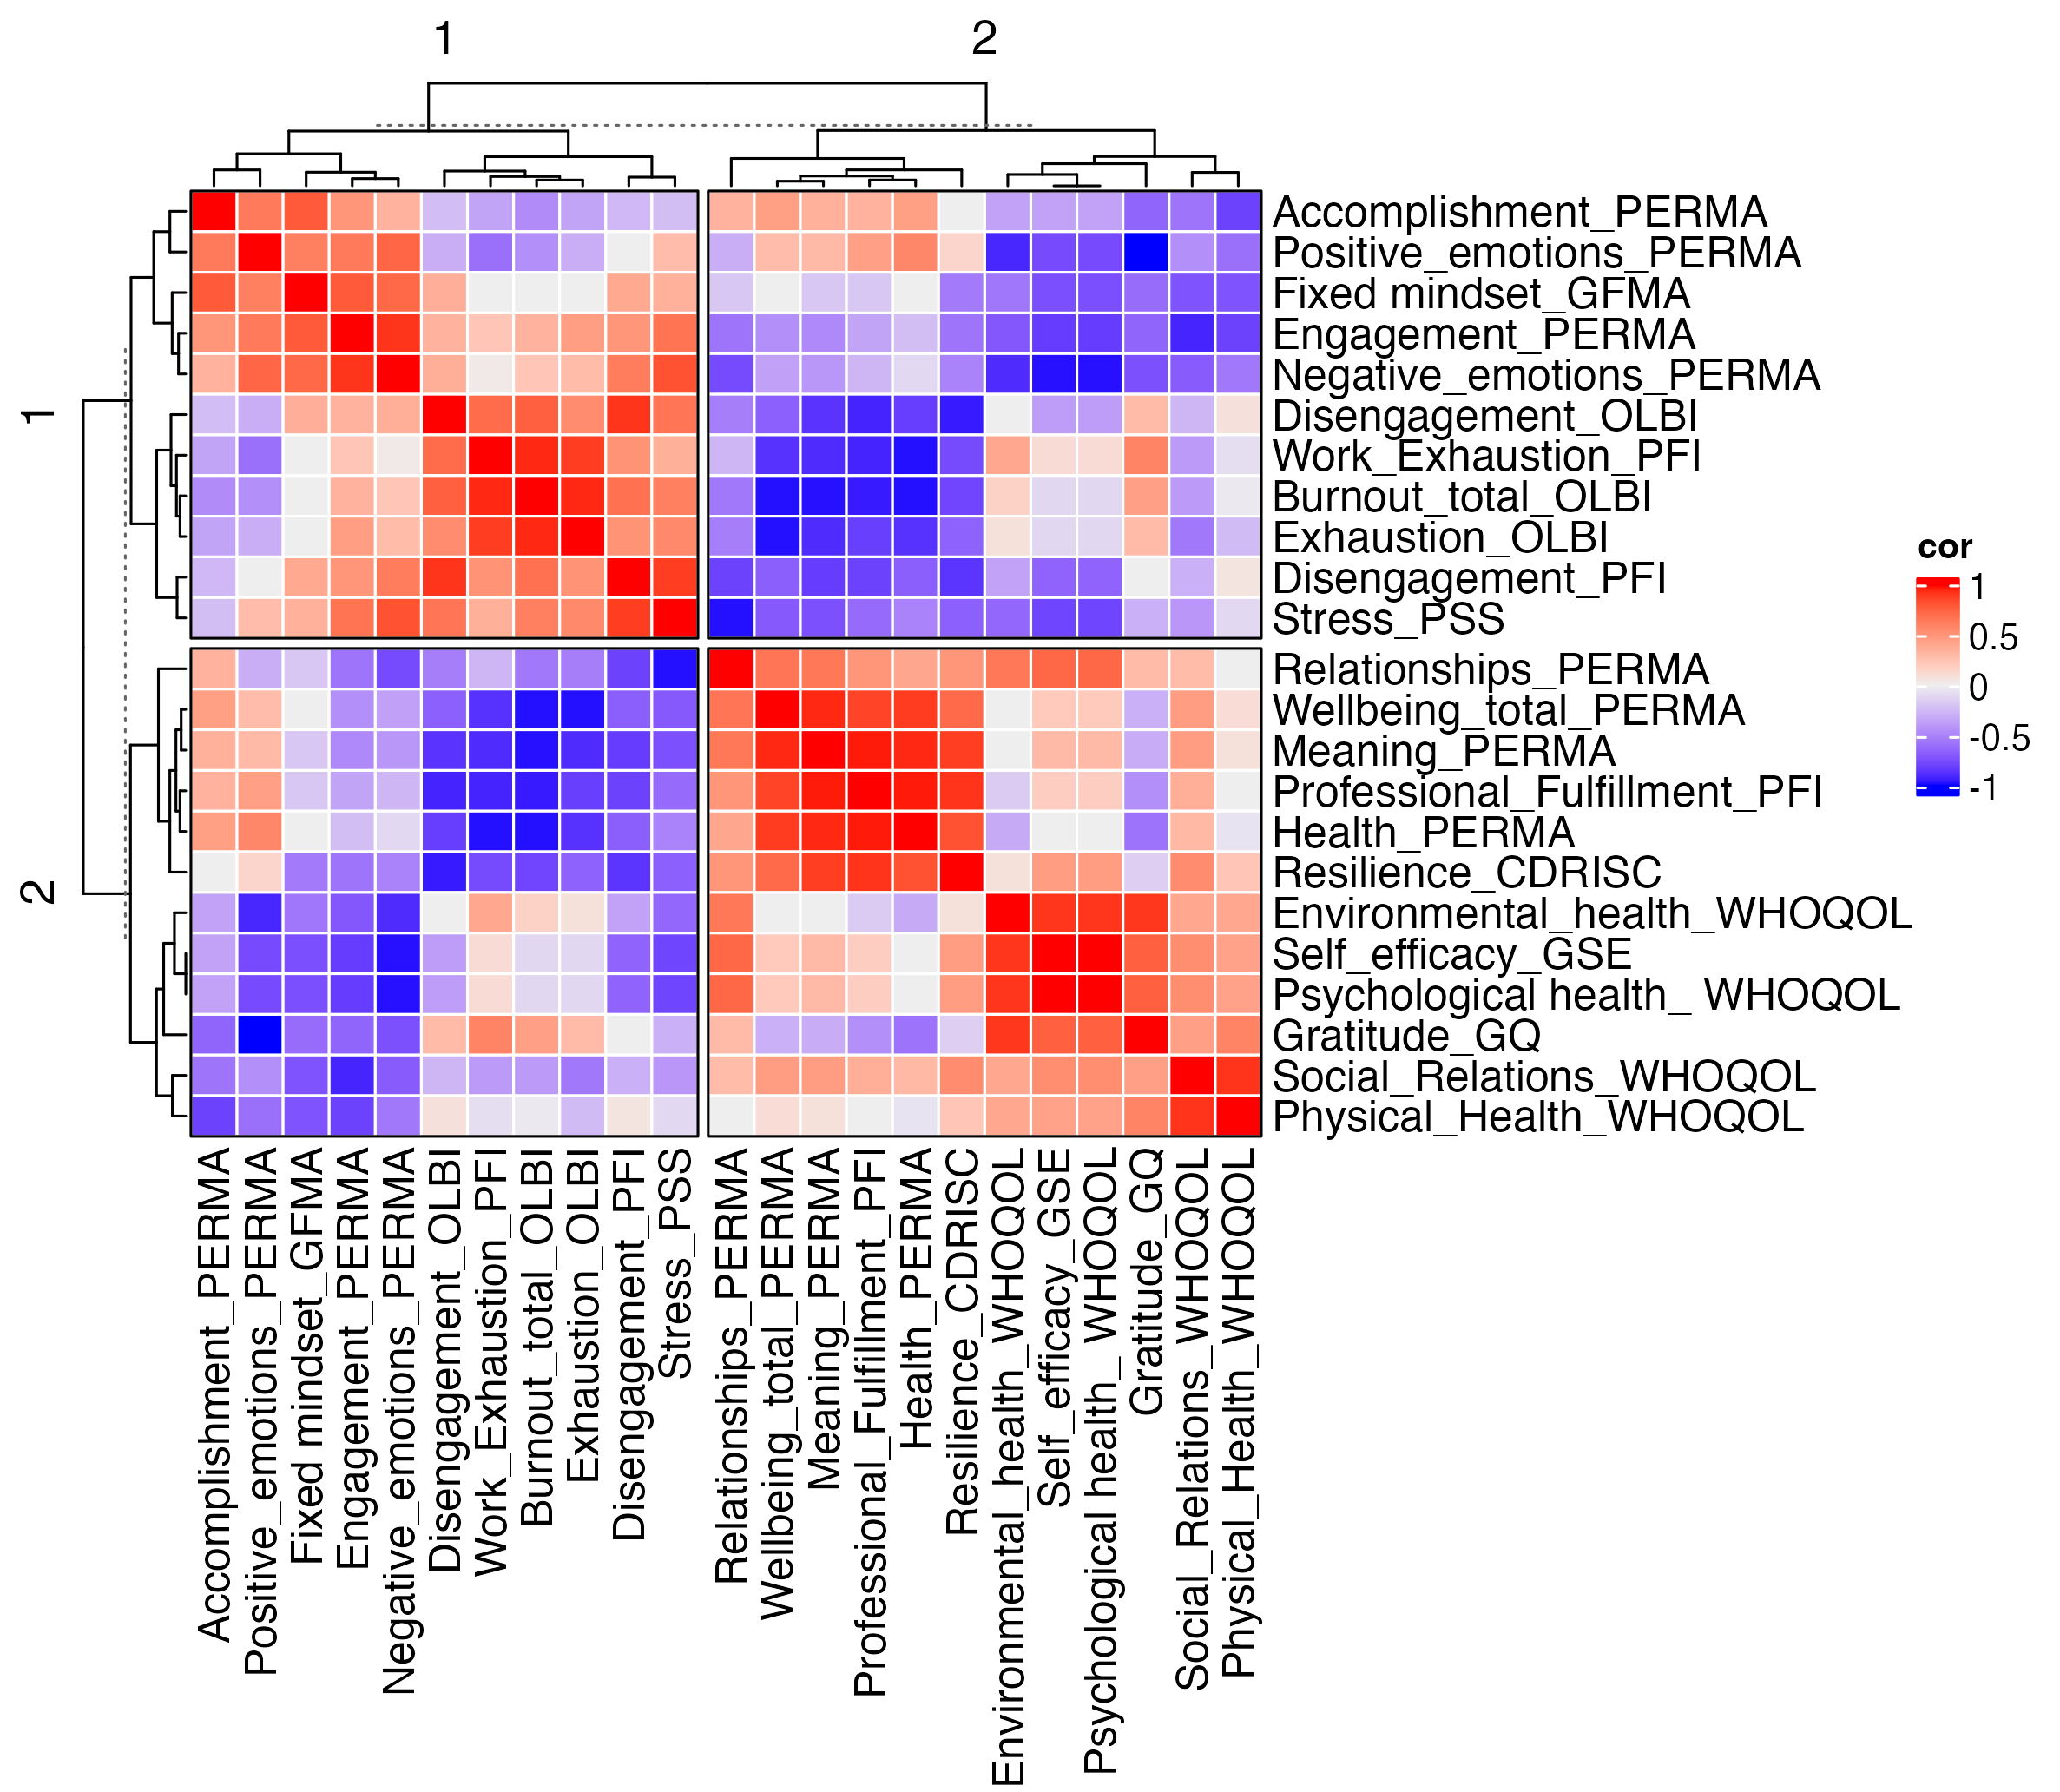 1
2
1
2
Accomplishment_PERMA
Positive_emotions_PERMA
Fixed mindset_GFMA
Engagement_PERMA
Negative_emotions_PERMA
Disengagement_OLBI
Work_Exhaustion_PFI
Burnout_total_OLBI
Exhaustion_OLBI
Disengagement_PFI
Stress_PSS
Relationships_PERMA
Wellbeing_total_PERMA
Meaning_PERMA
Professional_Fulfillment_PFI
Health_PERMA
Resilience_CDRISC
Environmental_health_WHOQOL
Self_efficacy_GSE
Psychological health_ WHOQOL
Gratitude_GQ
Social_Relations_WHOQOL
Physical_Health_WHOQOL
cor
1
0.5
0
-0.5
-1
Accomplishment_PERMA
Positive_emotions_PERMA
Fixed mindset_GFMA
Engagement_PERMA
Negative_emotions_PERMA
Disengagement_OLBI
Work_Exhaustion_PFI
Burnout_total_OLBI
Exhaustion_OLBI
Disengagement_PFI
Stress_PSS
Relationships_PERMA
Wellbeing_total_PERMA
Meaning_PERMA
Professional_Fulfillment_PFI
Health_PERMA
Resilience_CDRISC
Environmental_health_WHOQOL
Self_efficacy_GSE
Psychological health_ WHOQOL
Gratitude_GQ
Social_Relations_WHOQOL
Physical_Health_WHOQOL